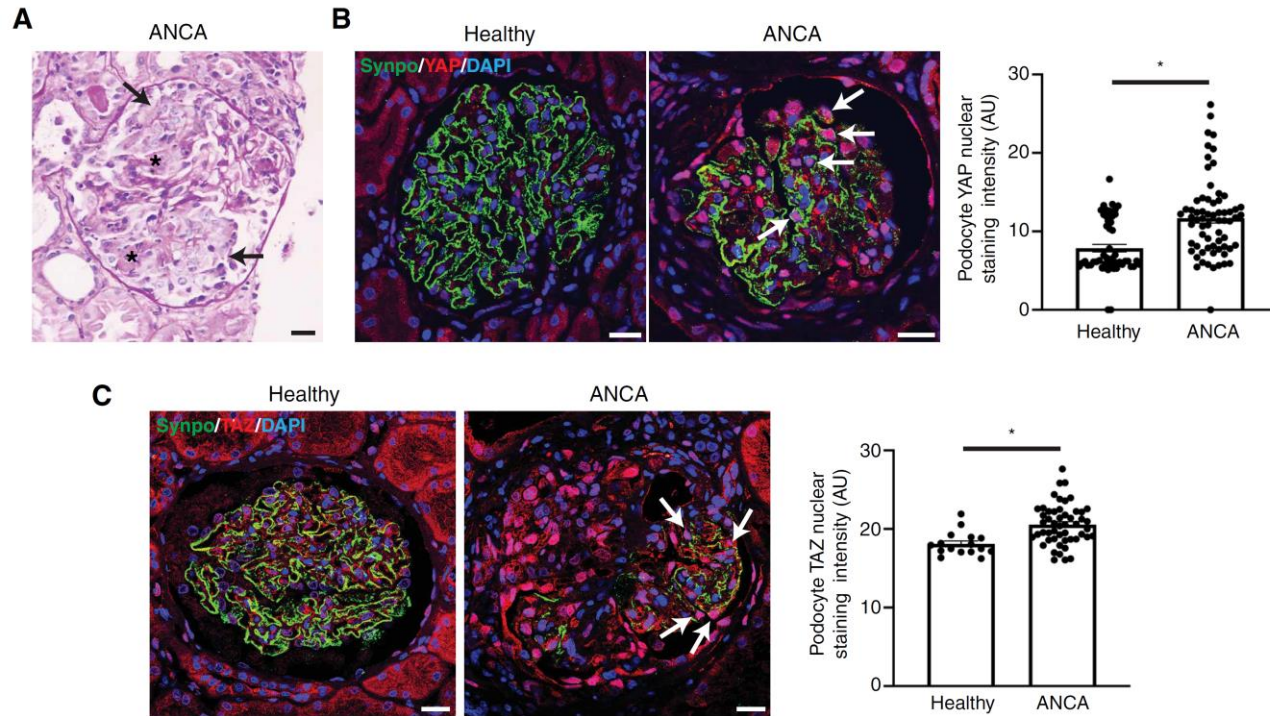 A
ANCA
*
*
B
Healthy
ANCA
Synpo/YAP/DAPI
Podocyte YAP nuclear
staining intensity (AU)
30
20
10
0
*
Healthy
ANCA
C
Healthy
ANCA
Synpo/TAZ/DAPI
Podocyte TAZ nuclear
staining intensity (AU)
30
20
10
0
*
Healthy
ANCA